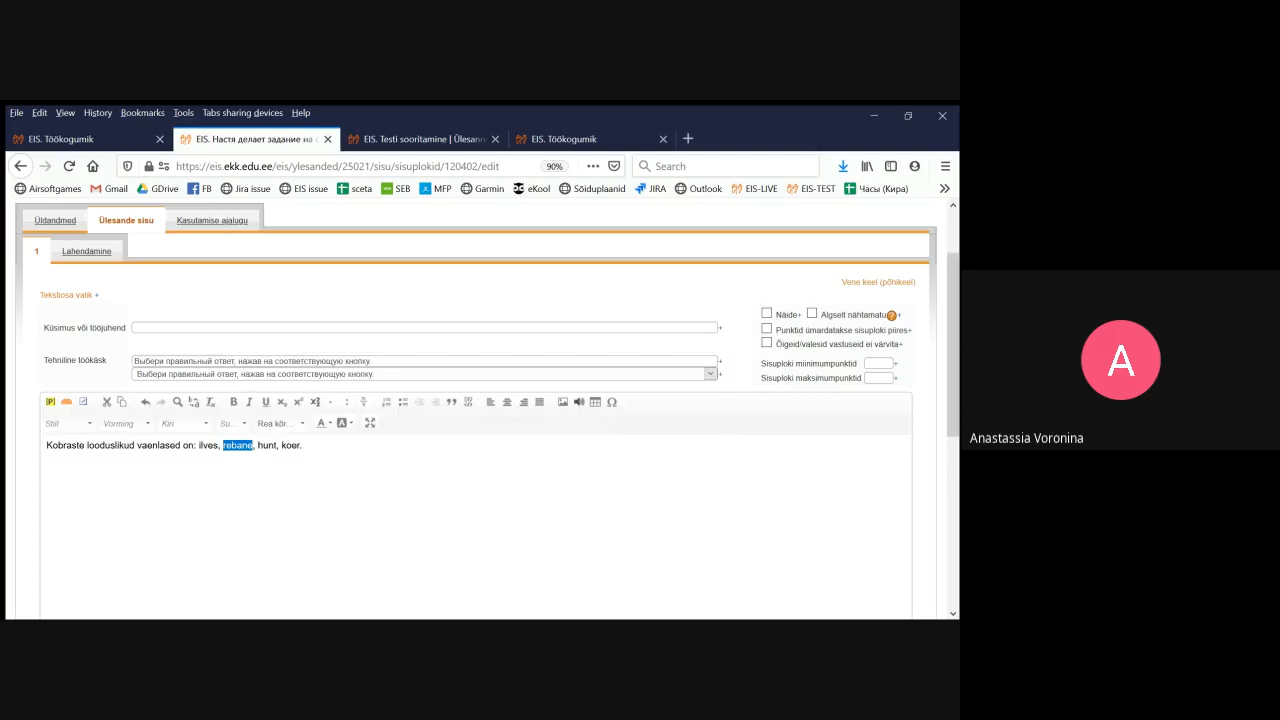 File Edit View History Bookmarks Tools Tabs sharing devices Help
EIS. Töökogumik
EIS. Настя делает задание на
EIS. Testi sooritamine | Ülesann
EIS. Töökogumik
https://eis.ekk.edu.ee/eis/ylesanded/25021/sisu/sisuplokid/120402/edit
90%
Search
Airsoftgames Gmail GDrive FB Jira issue EIS issue sceta SEB MFP Garmin eKool Sõiduplaanid JIRA Outlook EIS-LIVE EIS-TEST Часы (Кира)
Üldandmed Ülesande sisu Kasutamise ajalugu
1 Lahendamine
Vene keel (põhikeel)
Tekstiosa valik +
Näide+ Algselt nähtamatu ?+
Küsimus või tööjuhend +
Punktid ümardatakse sisuploki piires+
Õigeid/valesid vastuseid ei värvita+
Tehniline töökäsk Выбери правильный ответ, нажав на соответствующую кнопку. +
Sisuploki miinimumpunktid +
Выбери правильный ответ, нажав на соответствующую кнопку. +
Sisuploki maksimumpunktid +
Stiil Vorming Kiri Su... Rea kõr...
Kobraste looduslikud vaenlased on: ilves, rebane, hunt, koer.
A
Anastassia Voronina